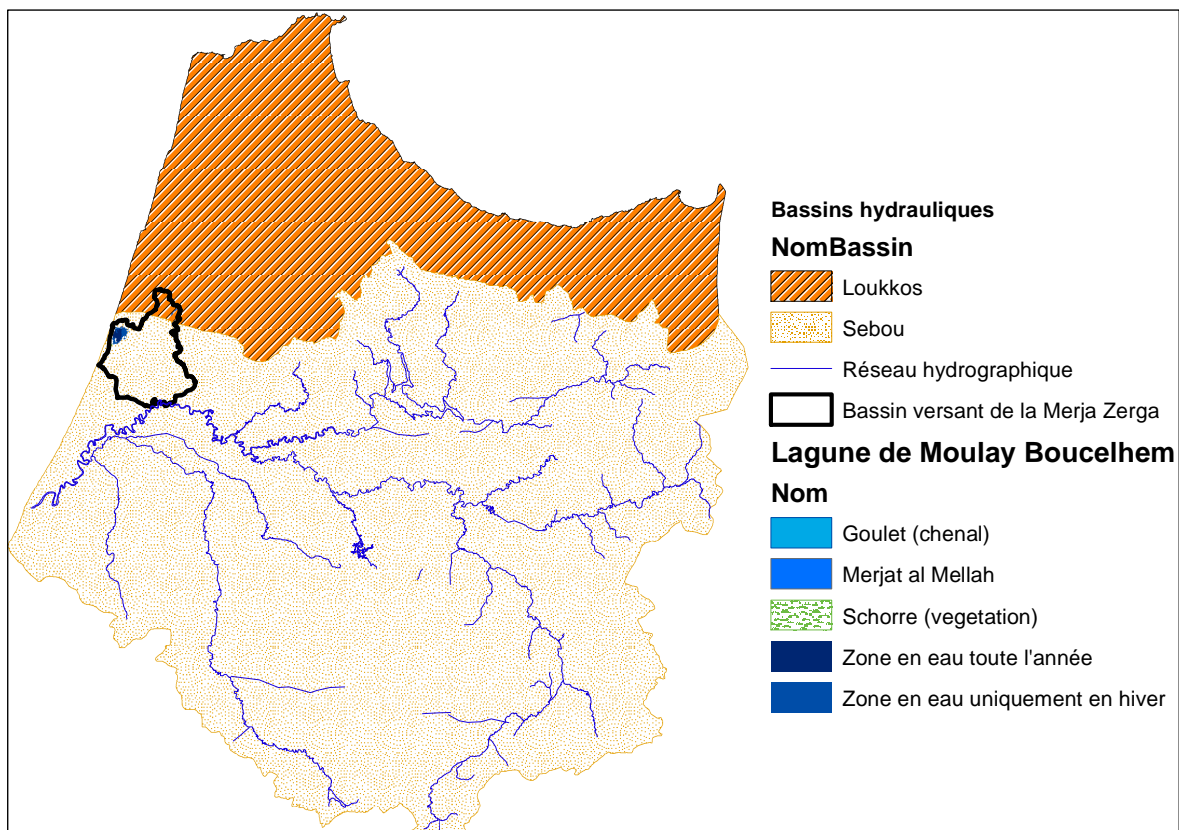 Bassins hydrauliques
NomBassin
Loukkos
Sebou
Réseau hydrographique
Bassin versant de la Merja Zerga
Lagune de Moulay Boucelhem
Nom
Goulet (chenal)
Merjat al Mellah
Schorre (vegetation)
Zone en eau toute l'année
Zone en eau uniquement en hiver